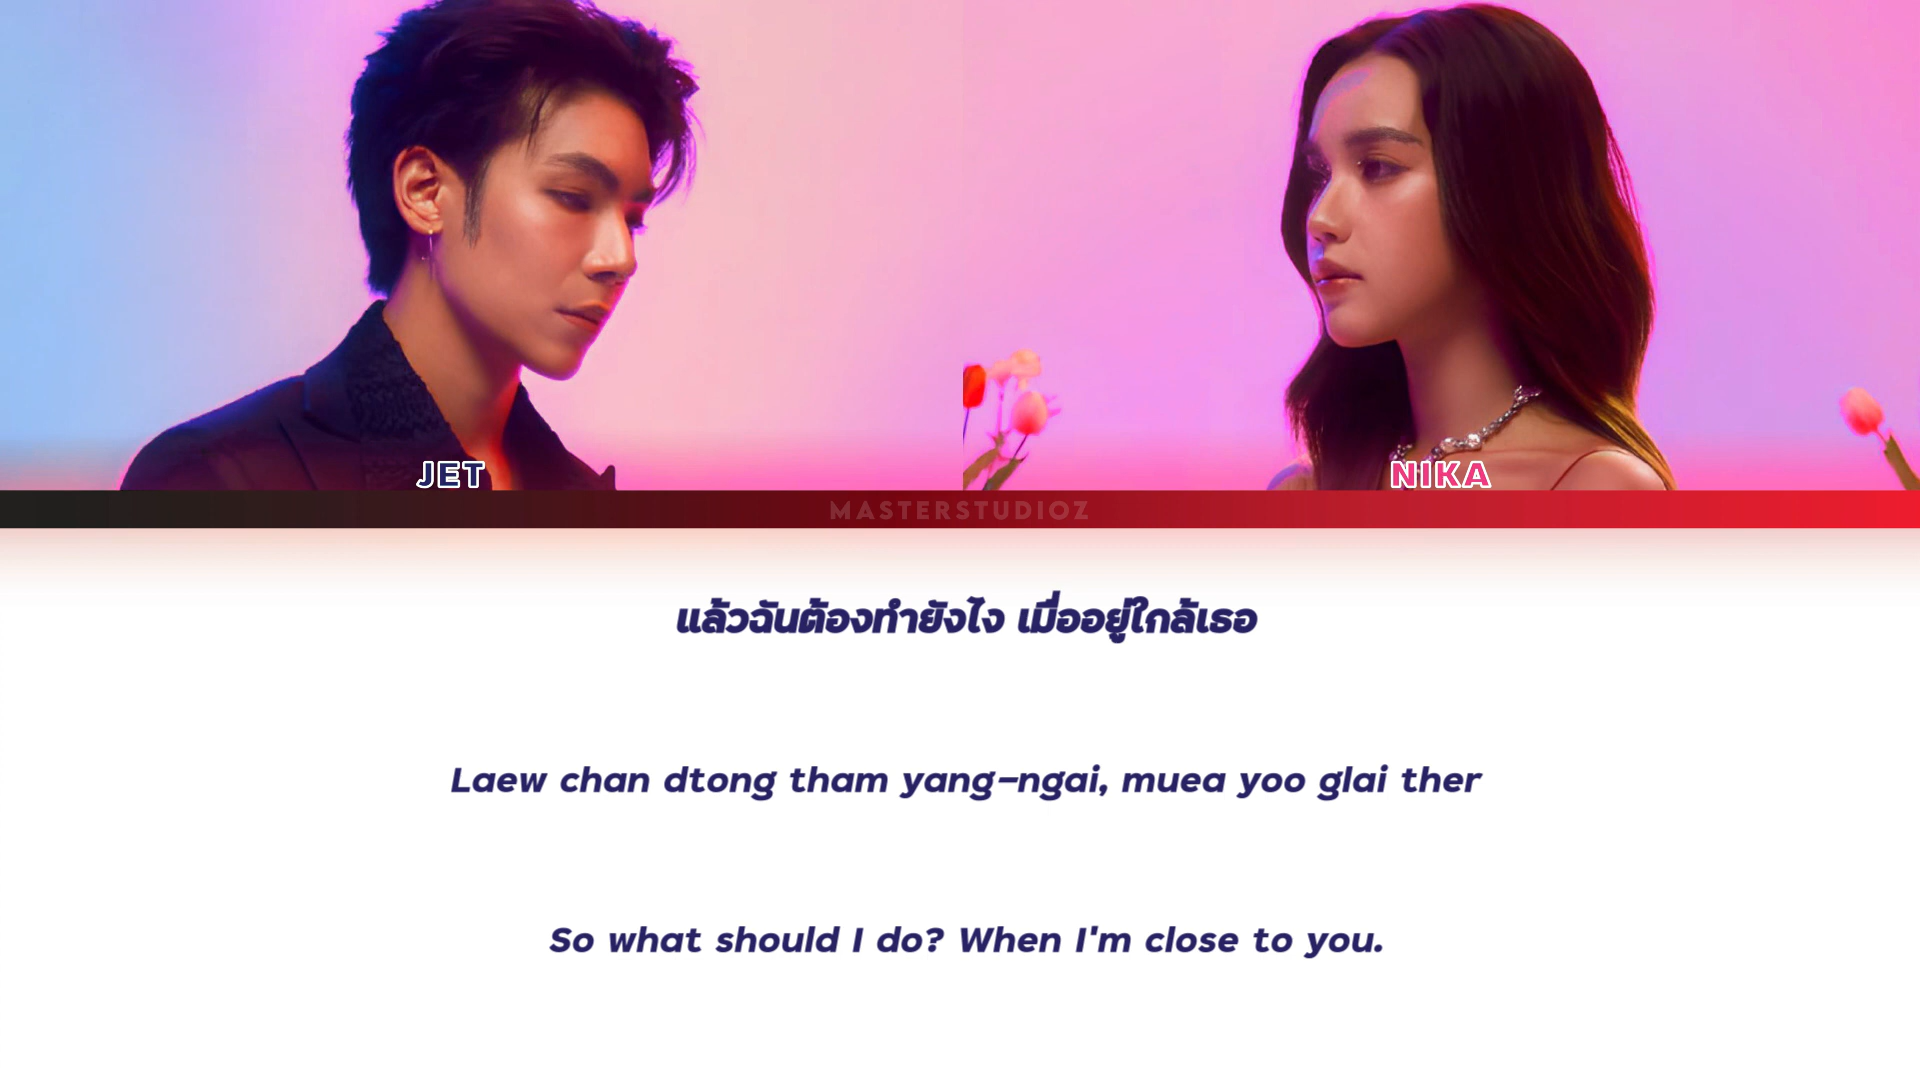 JET
NIKA
MASTERSTUDIOZ
แล้วฉันต้องทำยังไง เมื่ออยู่ใกล้เธอ
Laew chan dtong tham yang-ngai, muea yoo glai ther
So what should I do? When I'm close to you.